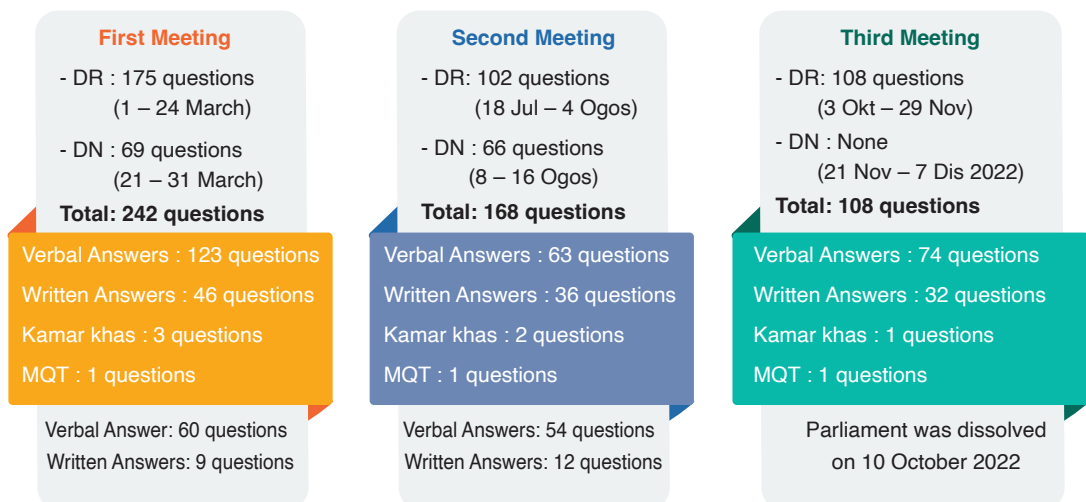 First Meeting
- DR : 175 questions
(1 – 24 March)
- DN : 69 questions
(21 – 31 March)
Total: 242 questions
Verbal Answers : 123 questions
Written Answers : 46 questions
Kamar khas : 3 questions
MQT : 1 questions
Verbal Answer: 60 questions
Written Answers: 9 questions
Second Meeting
- DR: 102 questions
(18 Jul – 4 Ogos)
- DN : 66 questions
(8 – 16 Ogos)
Total: 168 questions
Verbal Answers : 63 questions
Written Answers : 36 questions
Kamar khas : 2 questions
MQT : 1 questions
Verbal Answers: 54 questions
Written Answers: 12 questions
Third Meeting
- DR: 108 questions
(3 Okt – 29 Nov)
- DN : None
(21 Nov – 7 Dis 2022)
Total: 108 questions
Verbal Answers : 74 questions
Written Answers : 32 questions
Kamar khas : 1 questions
MQT : 1 questions
Parliament was dissolved
on 10 October 2022